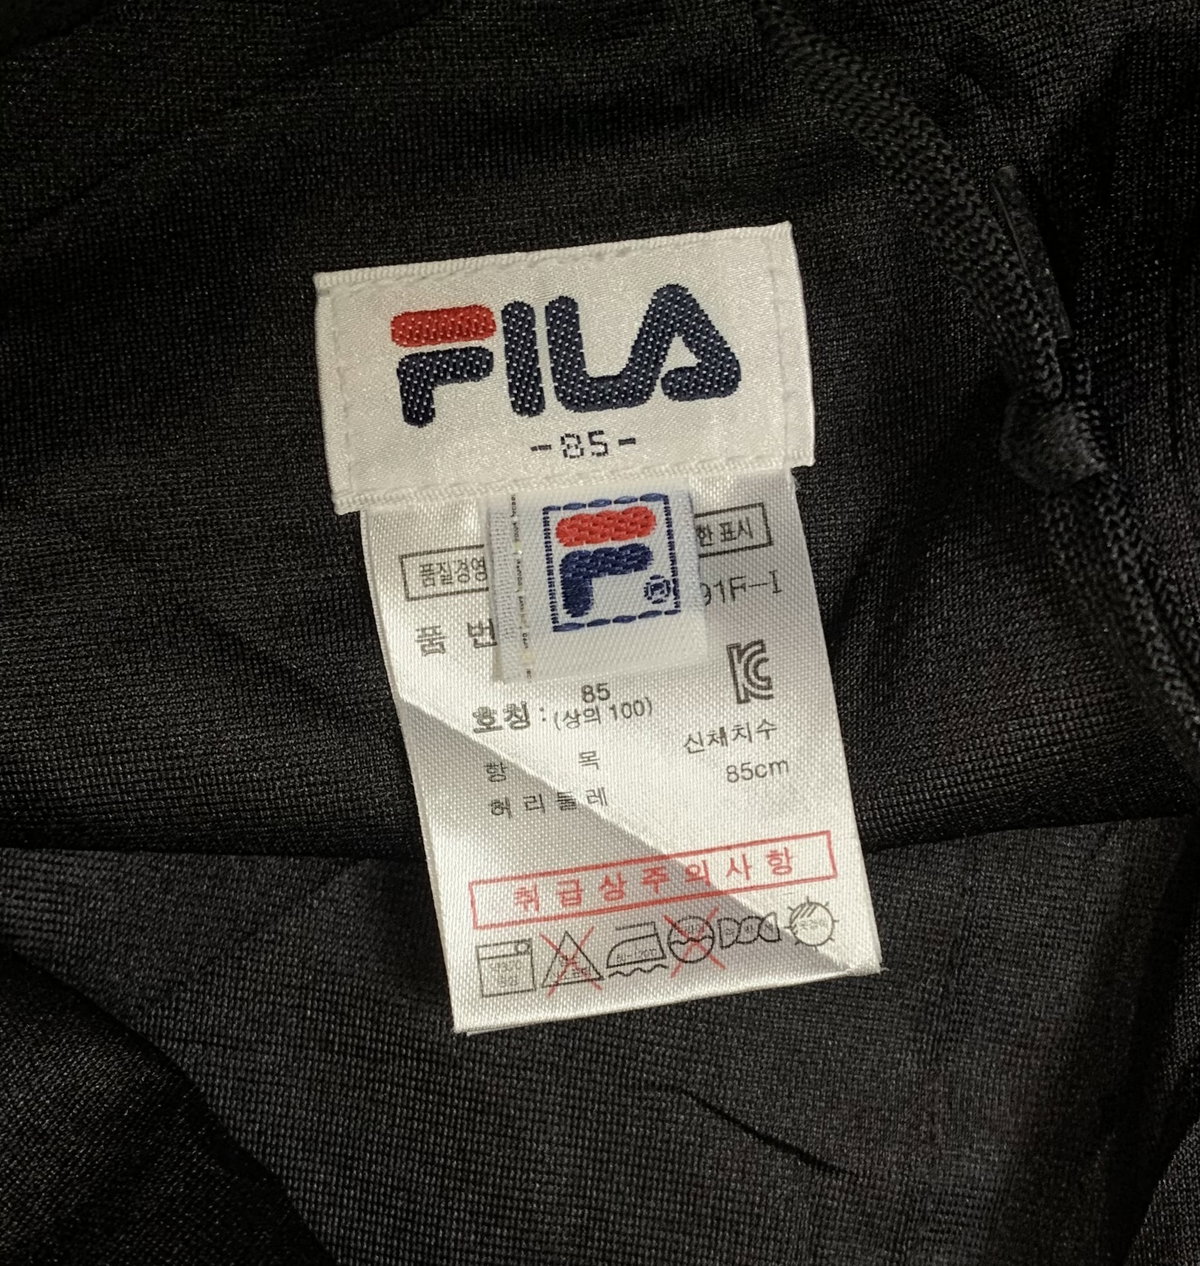 FILA
-85-
품질경영 한 표시
품 번 91F-I
F
85
호칭 : (상의 100)
항 목 신체치수
허리둘레 85cm
취급상주의사항